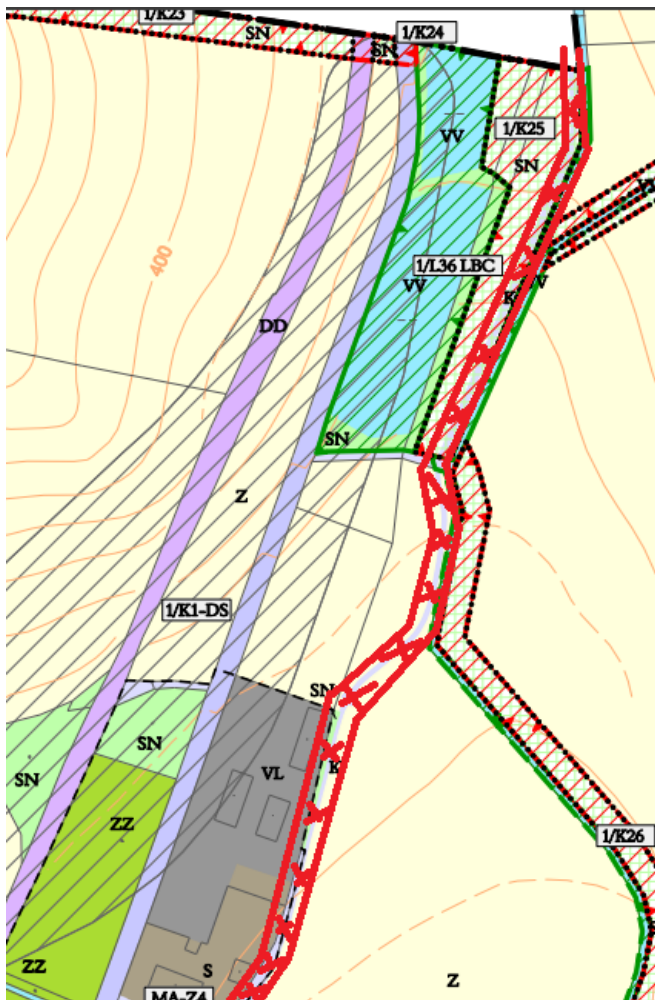 1/K23
SN
SN
1/K24
VV
1/K25
SN
400
1/L36 LBC
VV
V
K
DD
SN
Z
1/K1-DS
SN
SN
SN
VL
K
ZZ
1/K26
ZZ
S
Z
MA-Z4